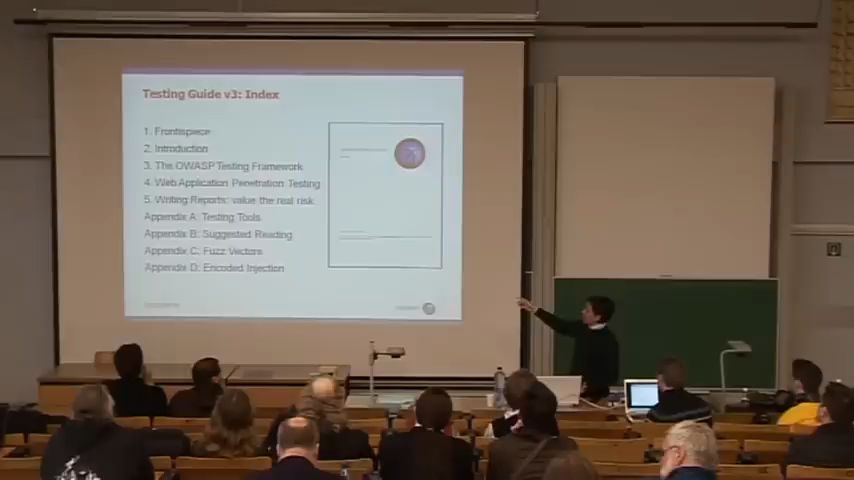 Testing Guide v3: Index
1. Frontispiece
2. Introduction
3. The OWASP Testing Framework
4. Web Application Penetration Testing
5. Writing Reports: value the real risk
Appendix A: Testing Tools
Appendix B: Suggested Reading
Appendix C: Fuzz Vectors
Appendix D: Encoded Injection